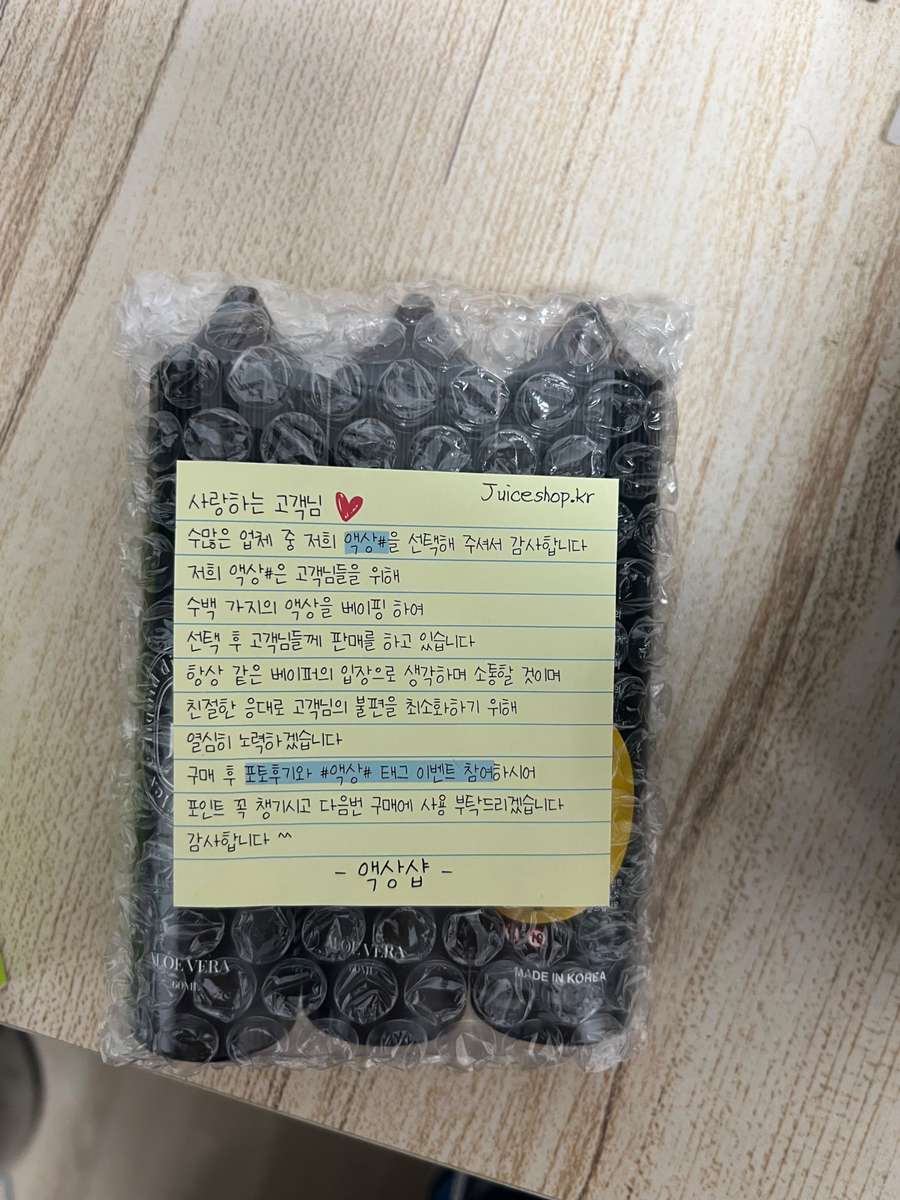 Juiceshop.kr
사랑하는 고객님
수많은 업체 중 저희 액상#을 선택해 주셔서 감사합니다
저희 액상#은 고객님들을 위해
수백 가지의 액상을 베이핑 하여
선택 후 고객님들께 판매를 하고 있습니다
항상 같은 베이퍼의 입장으로 생각하며 소통할 것이며
친절한 응대로 고객님의 불편을 최소화하기 위해
열심히 노력하겠습니다
구매 후 포토후기와 #액상# 태그 이벤트 참여하시어
포인트 꼭 챙기시고 다음번 구매에 사용 부탁드리겠습니다
감사합니다 ^^
- 액상샵 -
ALOEVERA
60ML
ALOEVERA
60ML
19
MADE IN KOREA